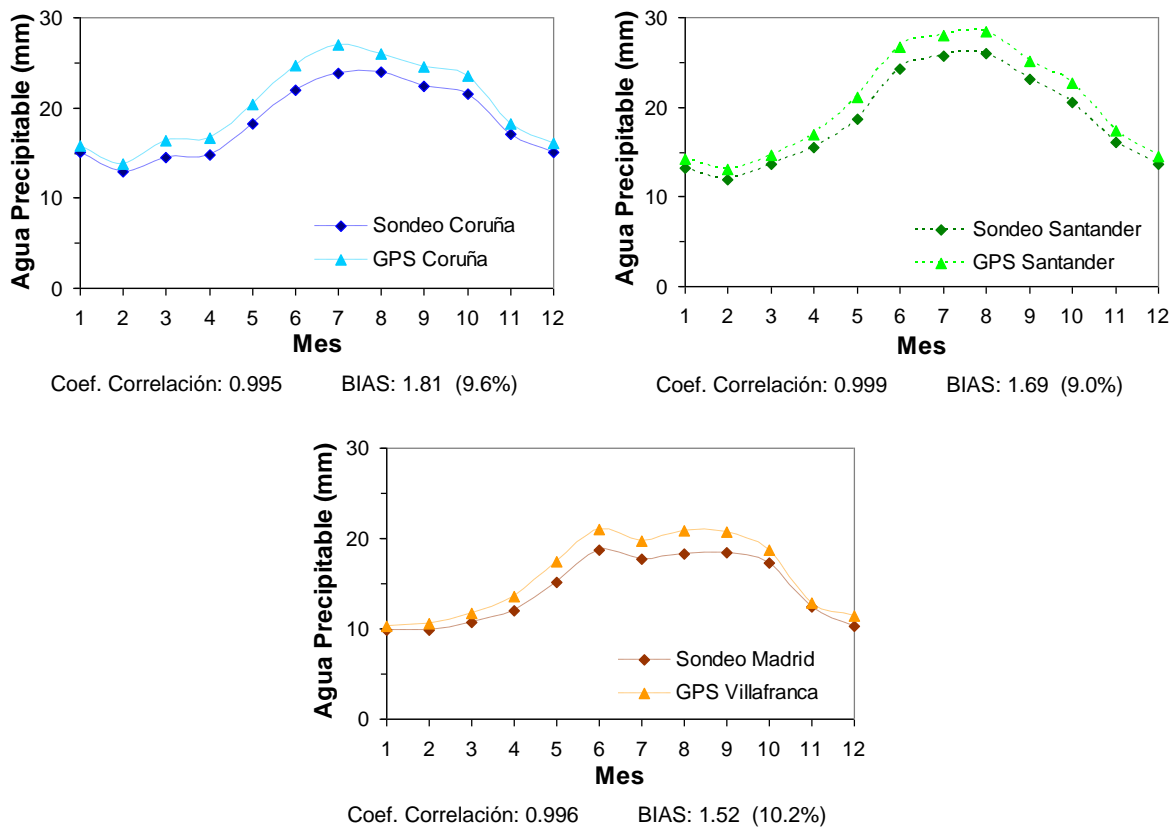 Agua Precipitable (mm)
30
20
10
0
Sondeo Coruña
GPS Coruña
1 2 3 4 5 6 7 8 9 10 11 12
Mes
Coef. Correlación: 0.995 BIAS: 1.81 (9.6%)
Agua Precipitable (mm)
30
20
10
0
Sondeo Santander
GPS Santander
1 2 3 4 5 6 7 8 9 10 11 12
Mes
Coef. Correlación: 0.999 BIAS: 1.69 (9.0%)
Agua Precipitable (mm)
30
20
10
0
Sondeo Madrid
GPS Villafranca
1 2 3 4 5 6 7 8 9 10 11 12
Mes
Coef. Correlación: 0.996 BIAS: 1.52 (10.2%)